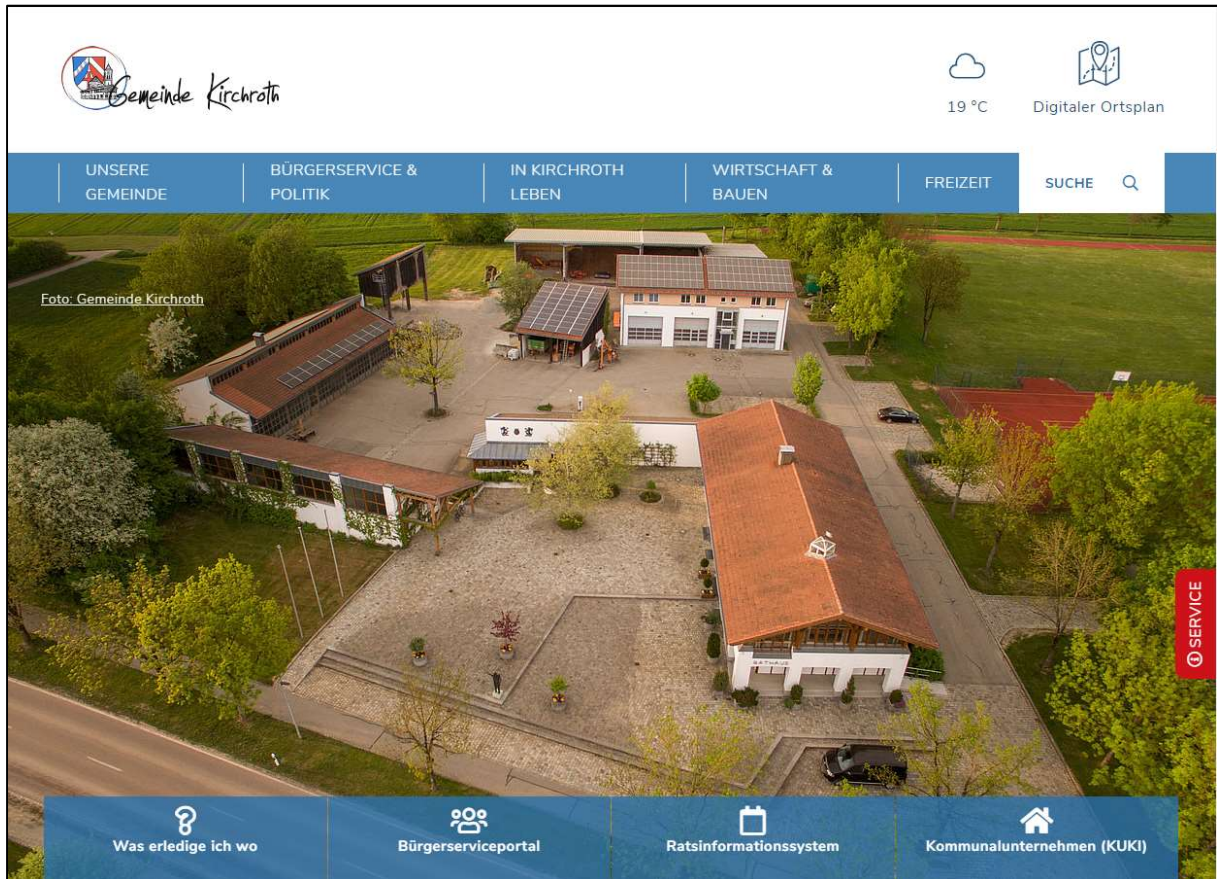 Gemeinde Kirchroth
19 °C
Digitaler Ortsplan
UNSERE
GEMEINDE
BÜRGERSERVICE &
POLITIK
IN KIRCHROTH
LEBEN
WIRTSCHAFT &
BAUEN
FREIZEIT
SUCHE
Foto: Gemeinde Kirchroth
RATHAUS
SERVICE
Was erledige ich wo
Bürgerserviceportal
Ratsinformationssystem
Kommunalunternehmen (KUKI)